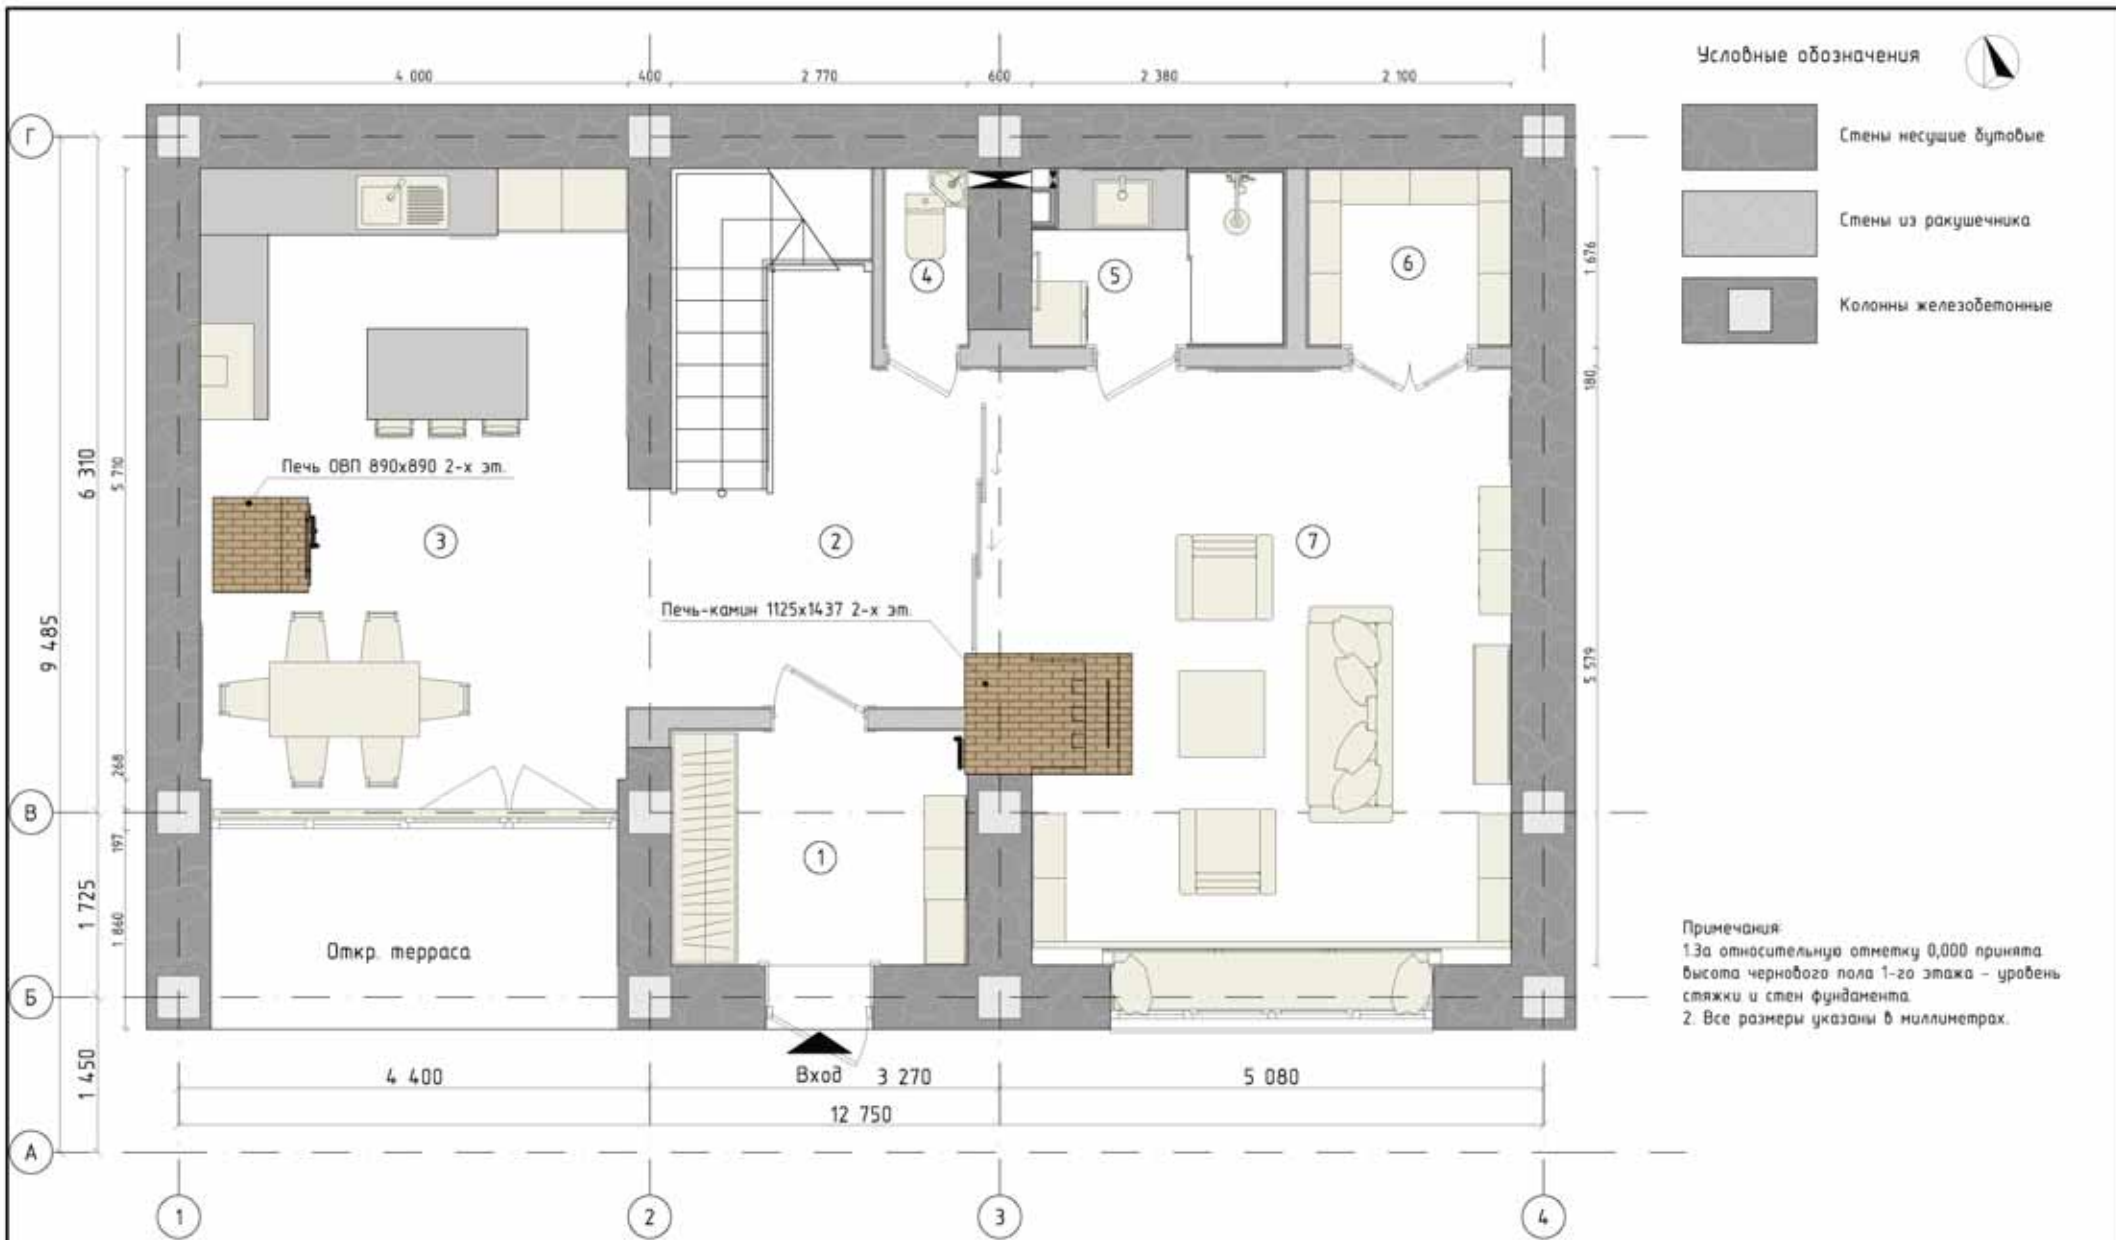 Условные обозначения
4 000
400
2 770
600
2 380
2 100
Г
Стены несущие бутовые
Стены из ракушечника
Колонны железобетонные
4
5
6
1 676
180
6 310
5 710
Печь ОВП 890х890 2-х эт.
3
2
7
Печь-камин 1125х1437 2-х эт.
9 485
5 579
268
В
197
1
1 725
1 860
Откр. терраса
Примечания:
1.За относительную отметку 0,000 принята
высота чернового пола 1-го этажа - уровень
стяжки и стен фундамента.
2. Все размеры указаны в миллиметрах.
Б
1 450
4 400
Вход
3 270
5 080
12 750
А
1
2
3
4